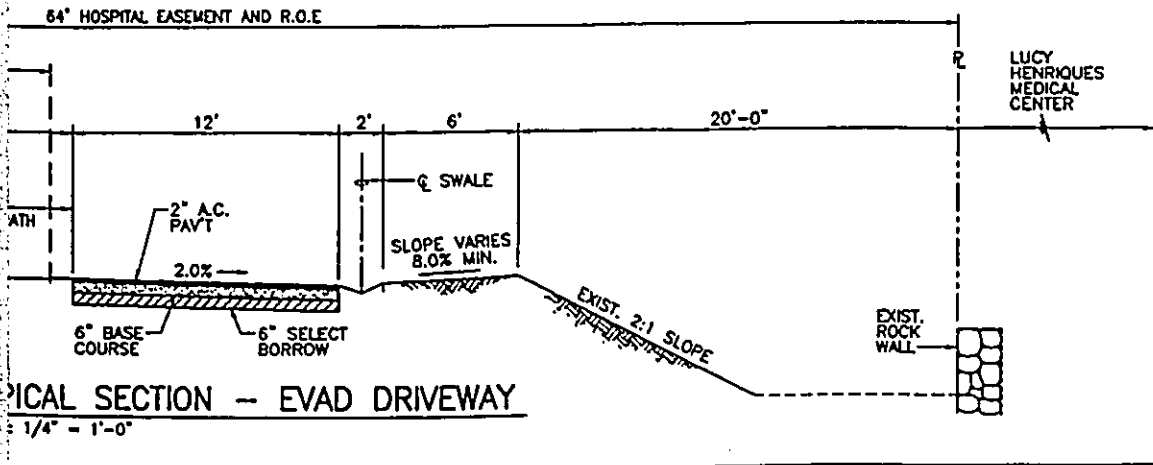 64' HOSPITAL EASEMENT AND R.O.E
℄
LUCY
HENRIQUES
MEDICAL
CENTER
12'
2'
6'
20'-0"
℄ SWALE
ATH
2" A.C.
PAV'T
2.0%
SLOPE VARIES
8.0% MIN.
EXIST. 2:1 SLOPE
6" BASE
COURSE
6" SELECT
BORROW
EXIST.
ROCK
WALL
PICAL SECTION - EVAD DRIVEWAY
: 1/4" = 1'-0"